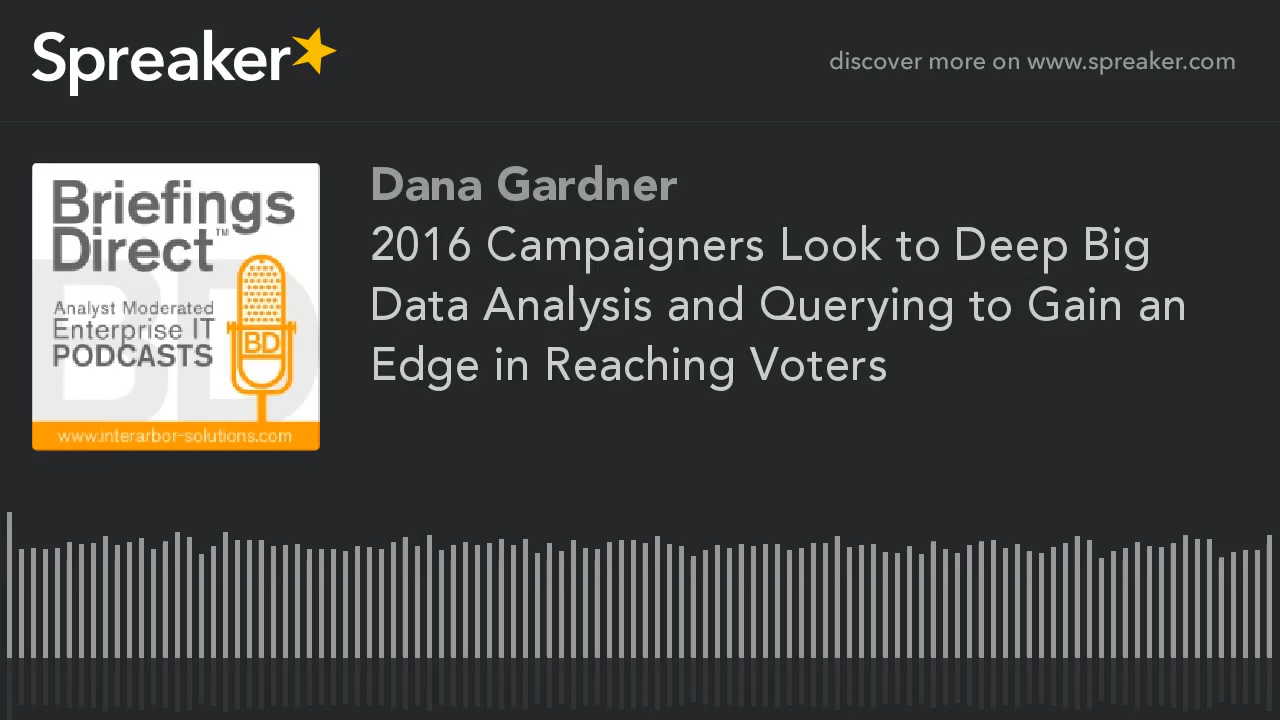 Spreaker
discover more on www.spreaker.com
Briefings
Direct™
Analyst Moderated
Enterprise IT
PODCASTS
BD
www.interarbor-solutions.com
Dana Gardner
2016 Campaigners Look to Deep Big
Data Analysis and Querying to Gain an
Edge in Reaching Voters